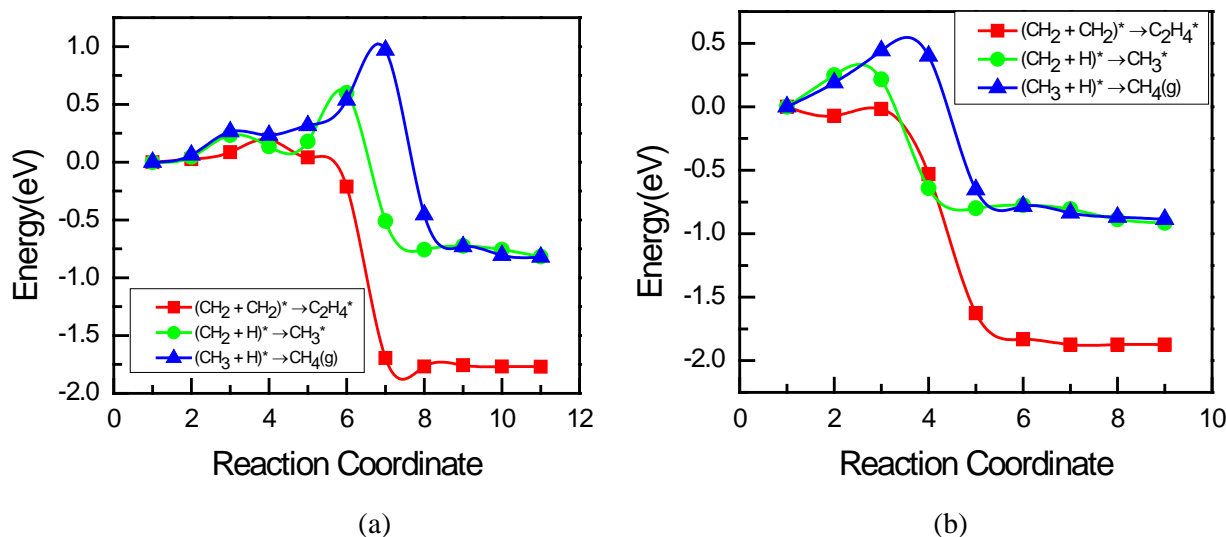 1.0
0.5
0.0
-0.5
-1.0
-1.5
-2.0
Energy(eV)
(CH2 + CH2)* → C2H4*
(CH2 + H)* → CH3*
(CH3 + H)* → CH4(g)
0 2 4 6 8 10 12
Reaction Coordinate
(a)
0.5
0.0
-0.5
-1.0
-1.5
-2.0
Energy(eV)
(CH2 + CH2)* → C2H4*
(CH2 + H)* → CH3*
(CH3 + H)* → CH4(g)
0 2 4 6 8 10
Reaction Coordinate
(b)